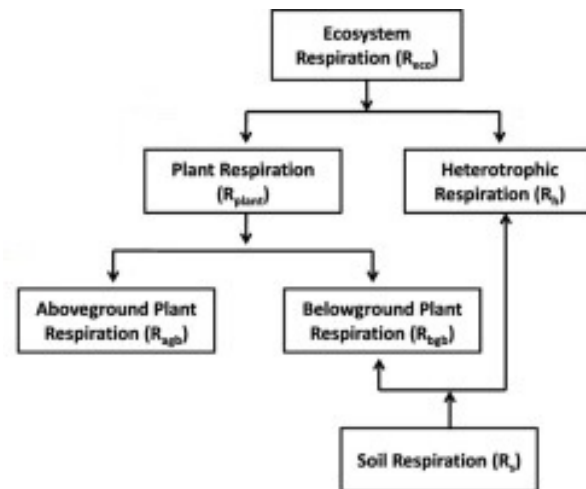 Ecosystem
Respiration (Reco)
Plant Respiration
(Rplant)
Heterotrophic
Respiration (Rh)
Aboveground Plant
Respiration (Ragb)
Belowground Plant
Respiration (Rbgb)
Soil Respiration (Rs)